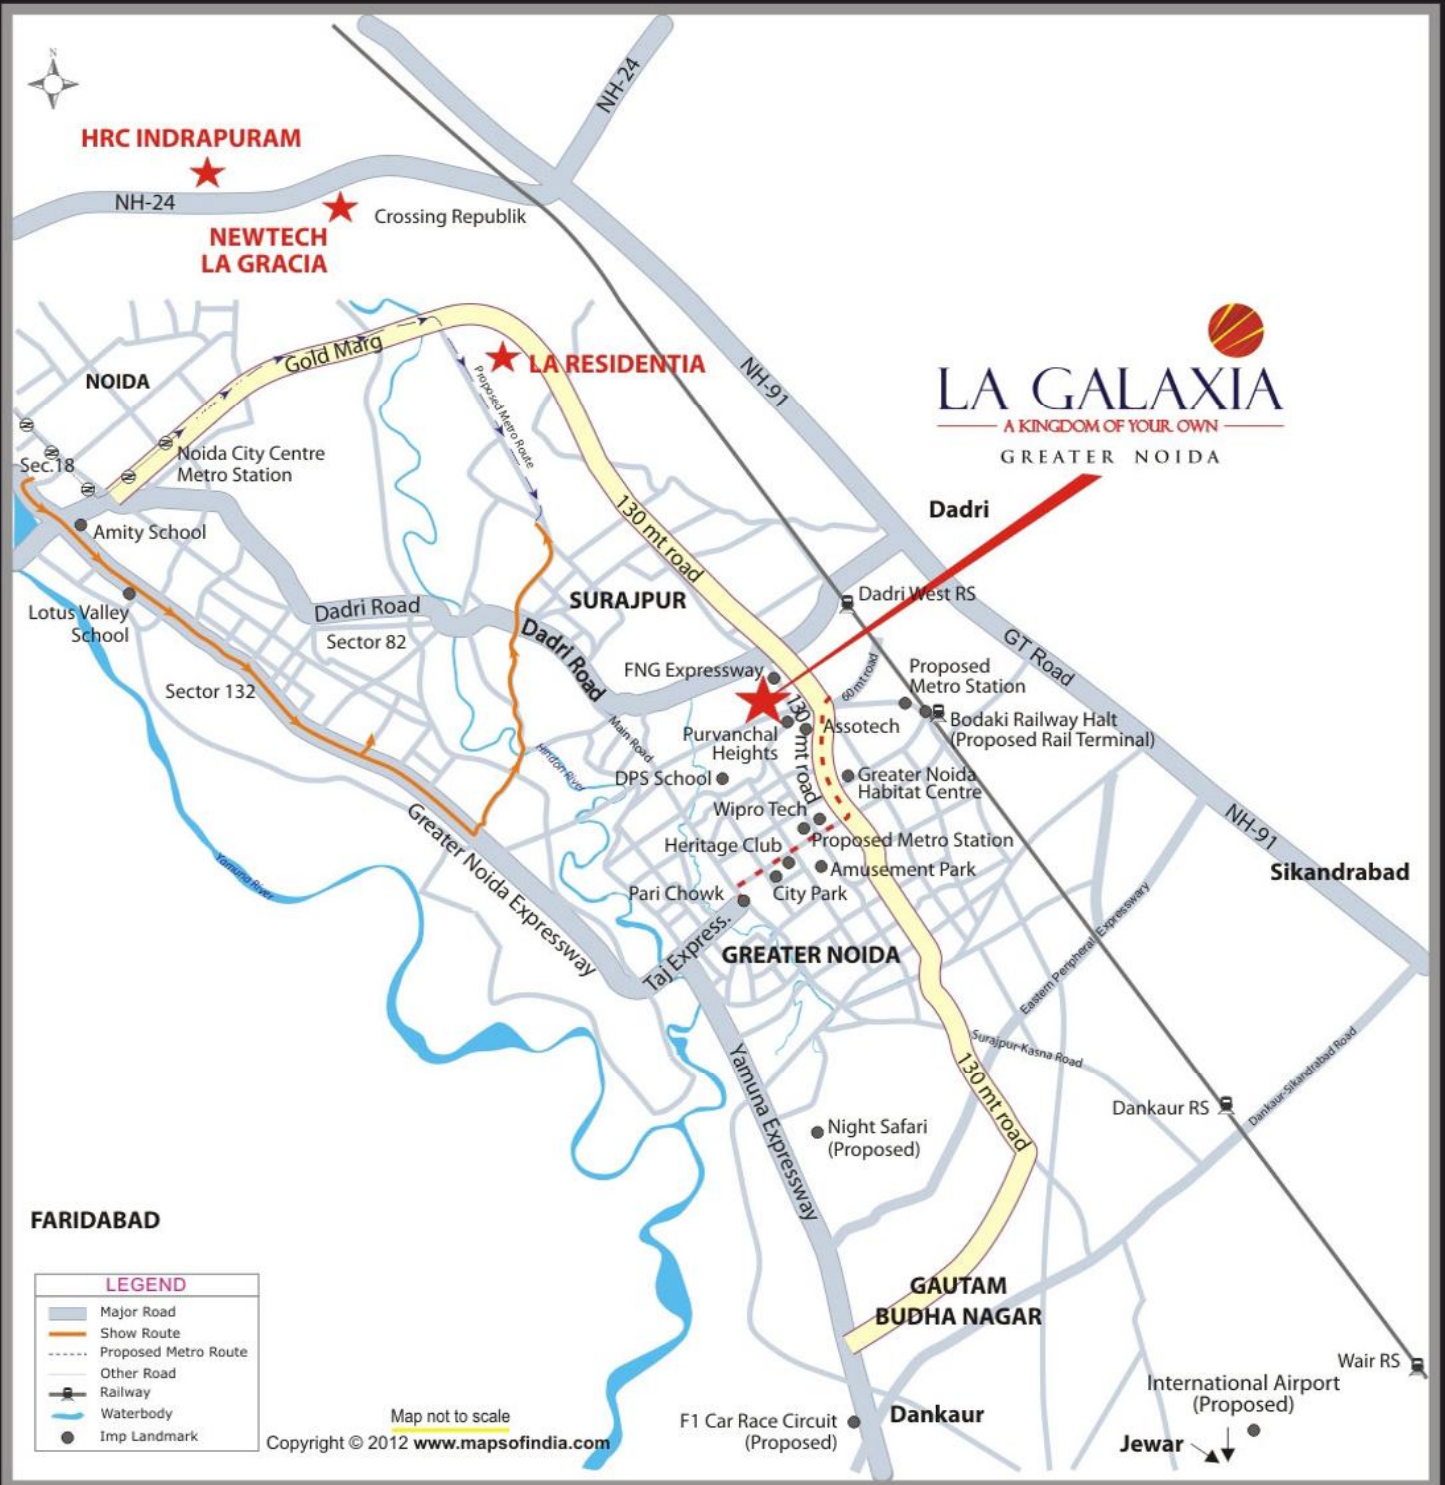 N
NH-24
HRC INDRAPURAM
NH-24
Crossing Republik
NEWTECH
LA GRACIA
Gold Marg
LA RESIDENTIA
NOIDA
Proposed Metro Route
NH-91
LA GALAXIA
A KINGDOM OF YOUR OWN
GREATER NOIDA
Noida City Centre
Metro Station
Sec.18
Amity School
130 mt road
Dadri
Lotus Valley
School
Dadri Road
Sector 82
SURAJPUR
Dadri West RS
Dadri Road
GT Road
Sector 132
FNG Expressway
60 mt road
Proposed
Metro Station
130 mt road
Main Road
Purvanchal
Heights
Assotech
Bodaki Railway Halt
(Proposed Rail Terminal)
Hindon River
DPS School
Greater Noida
Habitat Centre
Wipro Tech
NH-91
Greater Noida Expressway
Heritage Club
Proposed Metro Station
Amusement Park
Sikandrabad
Yamuna River
Pari Chowk
City Park
Taj Express.
GREATER NOIDA
Eastern Peripheral Expressway
Surajpur-Kasna Road
130 mt road
Dankaur-Sikandrabad Road
Yamuna Expressway
Dankaur RS
Night Safari
(Proposed)
FARIDABAD
GAUTAM
BUDHA NAGAR
LEGEND
Major Road
Show Route
Proposed Metro Route
Other Road
Railway
Waterbody
Imp Landmark
Map not to scale
Copyright © 2012 www.mapsofindia.com
F1 Car Race Circuit
(Proposed)
Dankaur
Wair RS
International Airport
(Proposed)
Jewar